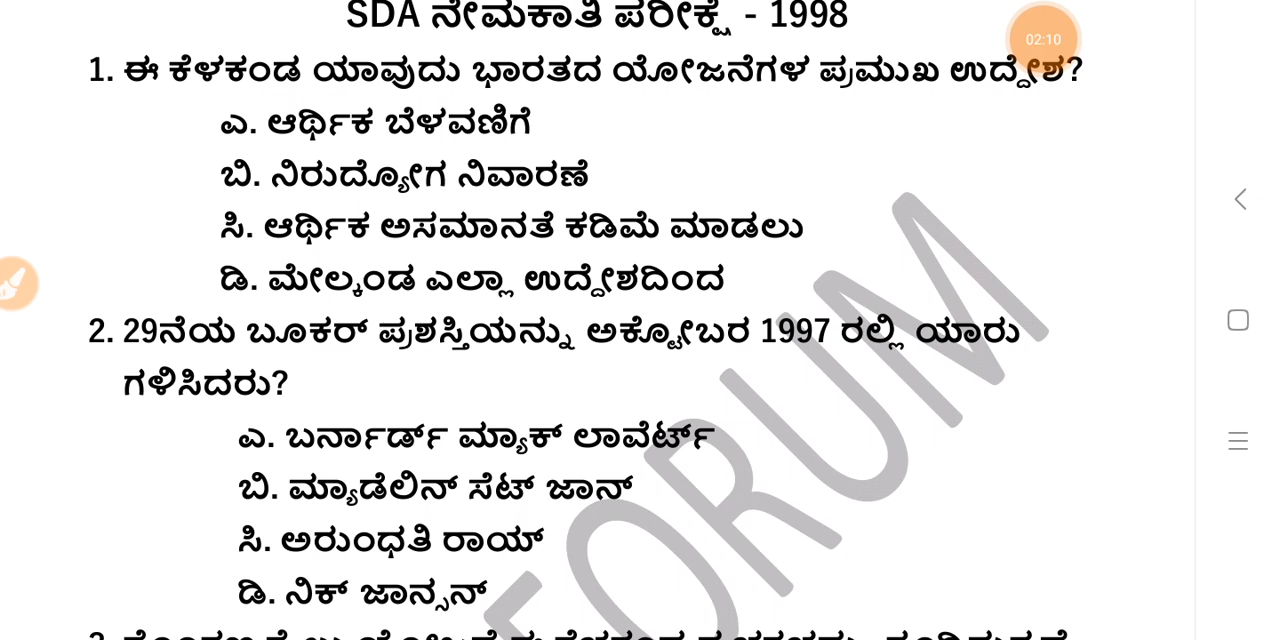 SDA ನೇಮಕಾತಿ ಪರೀಕ್ಷೆ - 1998
02:10
1. ಈ ಕೆಳಕಂಡ ಯಾವುದು ಭಾರತದ ಯೋಜನೆಗಳ ಪ್ರಮುಖ ಉದ್ದೇಶ?
ಎ. ಆರ್ಥಿಕ ಬೆಳವಣಿಗೆ
ಬಿ. ನಿರುದ್ಯೋಗ ನಿವಾರಣೆ
ಸಿ. ಆರ್ಥಿಕ ಅಸಮಾನತೆ ಕಡಿಮೆ ಮಾಡಲು
ಡಿ. ಮೇಲ್ಕಂಡ ಎಲ್ಲಾ ಉದ್ದೇಶದಿಂದ
2. 29ನೆಯ ಬೂಕರ್ ಪ್ರಶಸ್ತಿಯನ್ನು ಅಕ್ಟೋಬರ 1997 ರಲ್ಲಿ ಯಾರು
ಗಳಿಸಿದರು?
ಎ. ಬರ್ನಾರ್ಡ್ ಮ್ಯಾಕ್ ಲಾವೆರ್ಟ್
ಬಿ. ಮ್ಯಾಡೆಲಿನ್ ಸೆಟ್ ಜಾನ್
ಸಿ. ಅರುಂಧತಿ ರಾಯ್
ಡಿ. ನಿಕ್ ಜಾನ್ಸನ್
FORUM